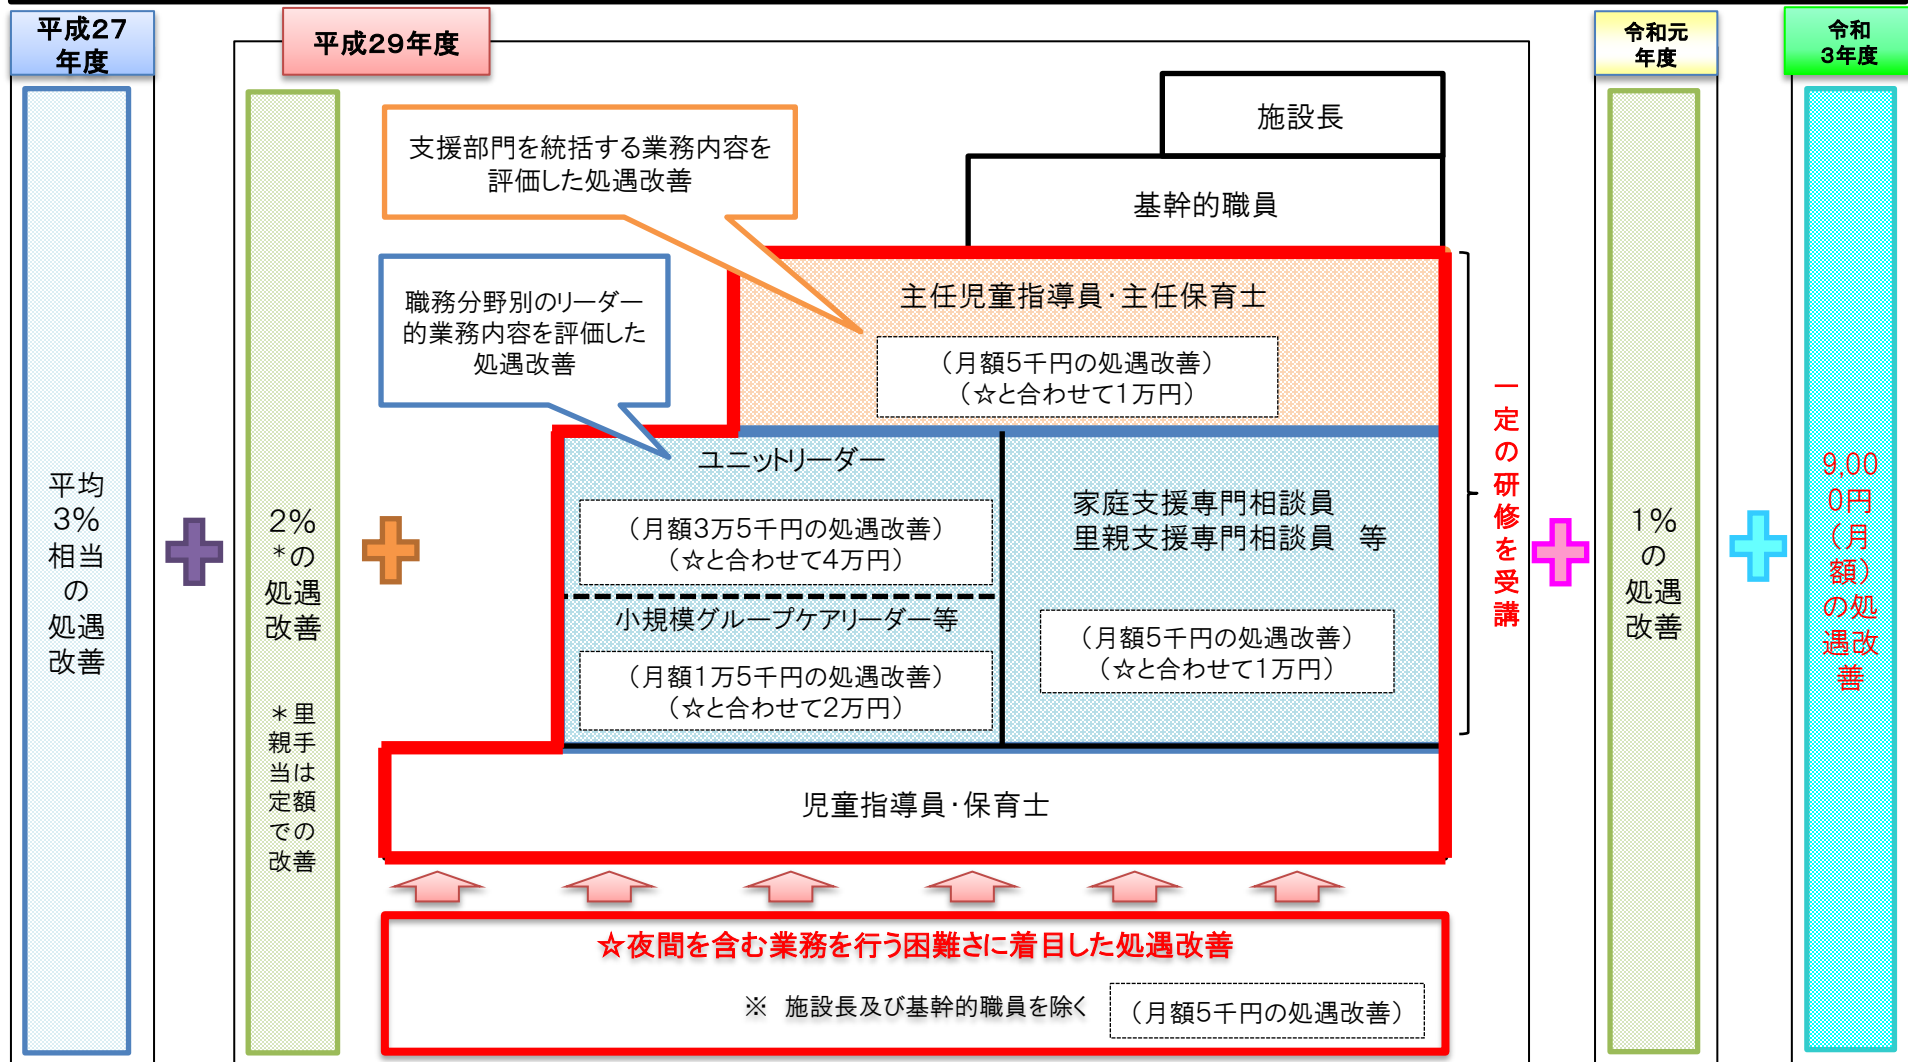 平成27
年度
平均
3%
相当
の
処遇
改善
平成29年度
2%
*の
処遇
改善
*里
親手
当は
定額
での
改善
支援部門を統括する業務内容を
評価した処遇改善
職務分野別のリーダー
的業務内容を評価した
処遇改善
施設長
基幹的職員
主任児童指導員・主任保育士
（月額5千円の処遇改善）
（☆と合わせて1万円）
ユニットリーダー
（月額3万5千円の処遇改善）
（☆と合わせて4万円）
小規模グループケアリーダー等
（月額1万5千円の処遇改善）
（☆と合わせて2万円）
家庭支援専門相談員
里親支援専門相談員　等
（月額5千円の処遇改善）
（☆と合わせて1万円）
児童指導員・保育士
☆夜間を含む業務を行う困難さに着目した処遇改善
※　施設長及び基幹的職員を除く
（月額5千円の処遇改善）
一定の研修を受講
令和元
年度
1%
の
処遇
改善
令和
3年度
9,00
0円
（月
額）
の処
遇改
善